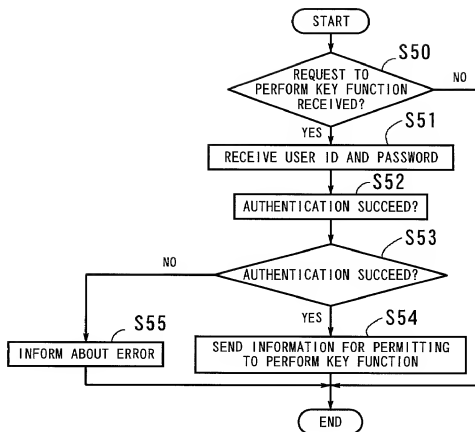 START
S50
REQUEST TO
PERFORM KEY FUNCTION
RECEIVED?
NO
YES
S51
RECEIVE USER ID AND PASSWORD
S52
AUTHENTICATION SUCCEED?
S53
NO
AUTHENTICATION SUCCEED?
YES
S54
S55
INFORM ABOUT ERROR
SEND INFORMATION FOR PERMITTING
TO PERFORM KEY FUNCTION
END